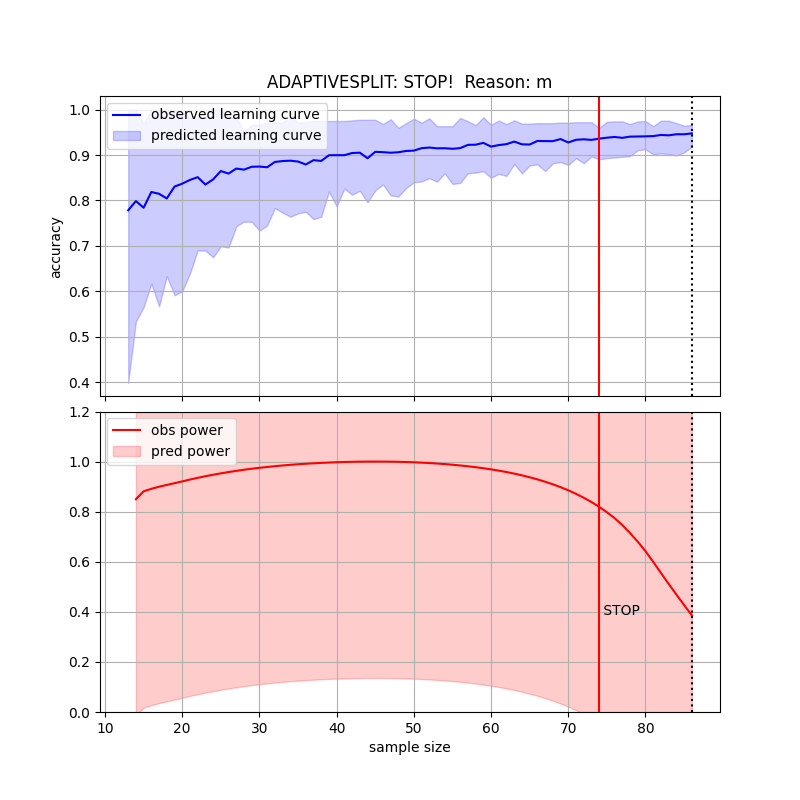 ADAPTIVESPLIT: STOP!  Reason: m
observed learning curve
predicted learning curve
accuracy
1.0
0.9
0.8
0.7
0.6
0.5
0.4
obs power
pred power
1.2
1.0
0.8
0.6
0.4
0.2
0.0
STOP
10 20 30 40 50 60 70 80
sample size